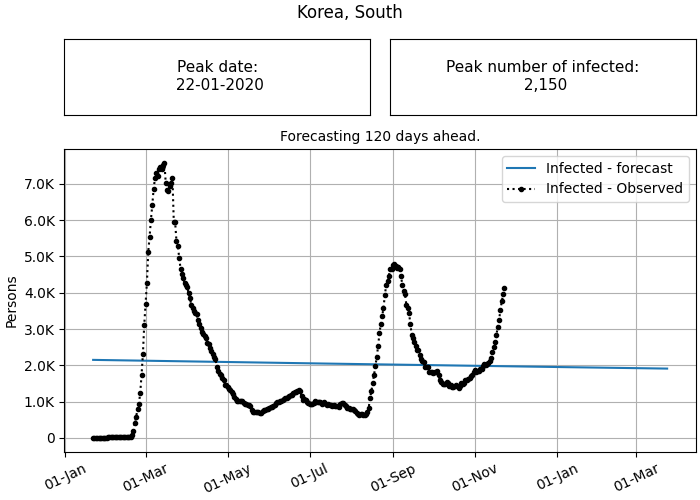 Korea, South
Peak date:
22-01-2020
Peak number of infected:
2,150
Forecasting 120 days ahead.
Infected - forecast
Infected - Observed
Persons
7.0K
6.0K
5.0K
4.0K
3.0K
2.0K
1.0K
0
01-Jan
01-Mar
01-May
01-Jul
01-Sep
01-Nov
01-Jan
01-Mar